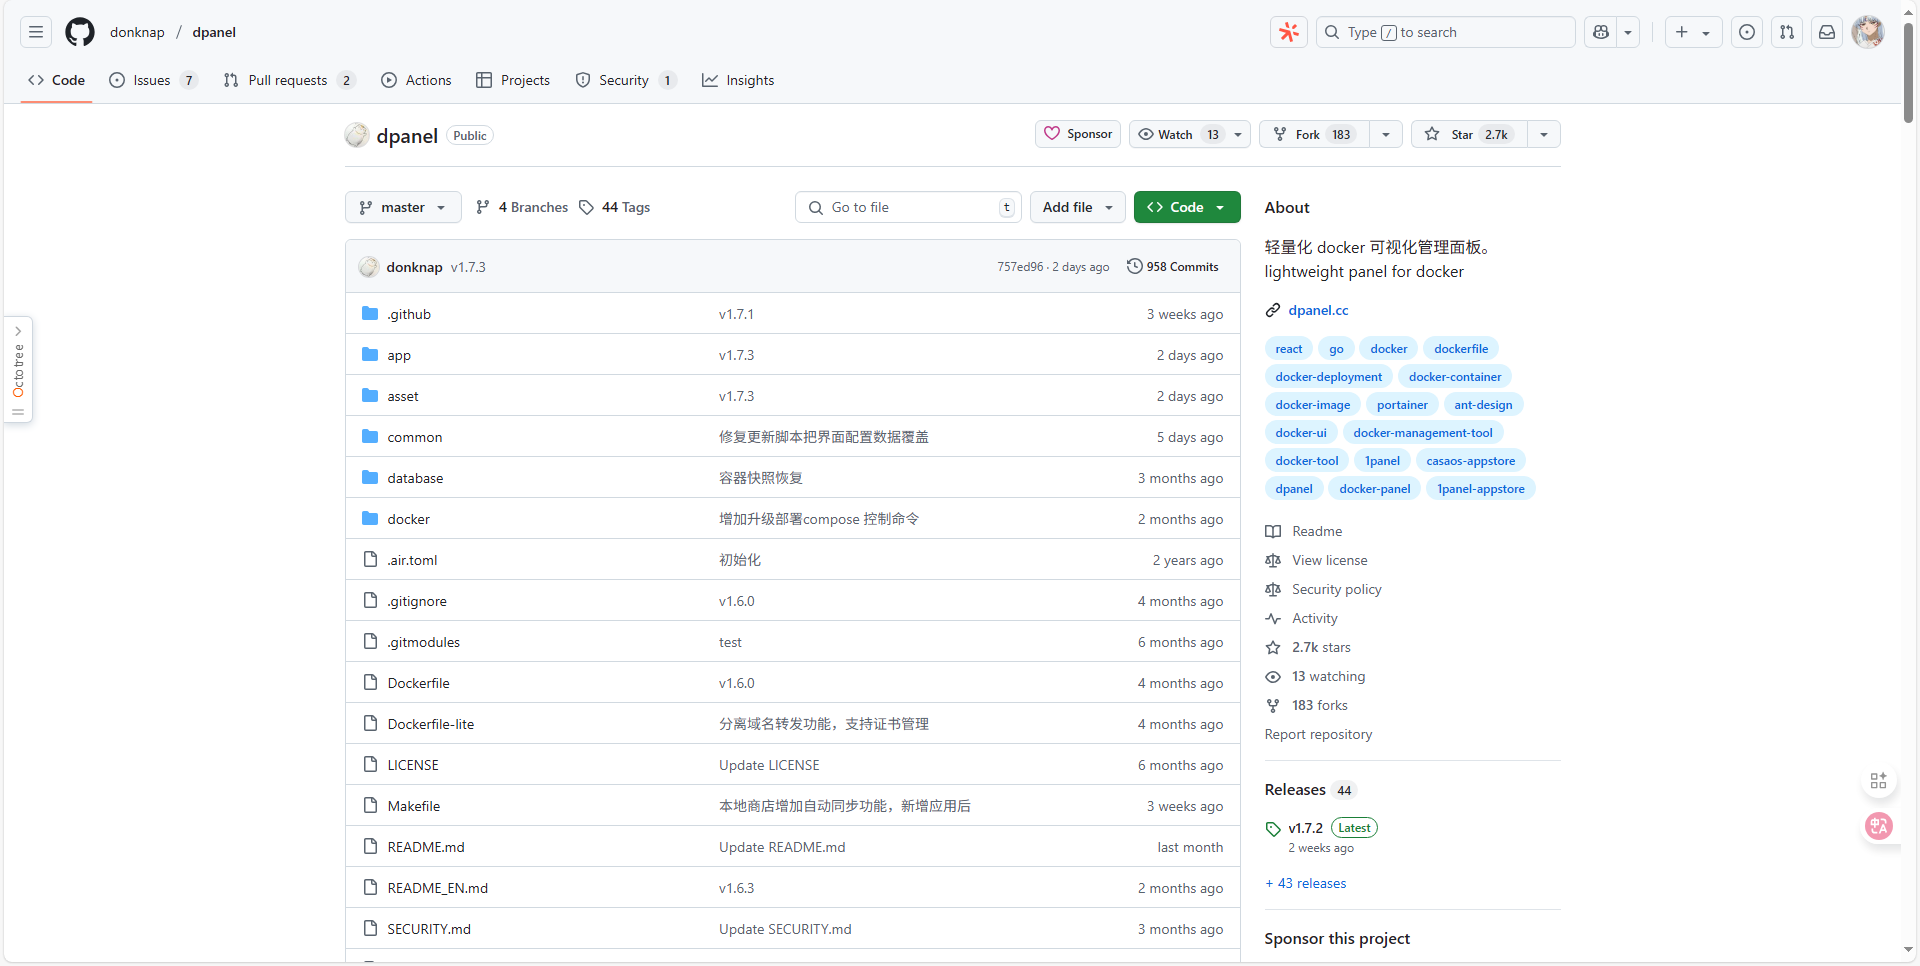 donknap / dpanel
Type / to search
Code
Issues 7
Pull requests 2
Actions
Projects
Security 1
Insights
dpanel Public
Sponsor
Watch 13
Fork 183
Star 2.7k
master
4 Branches
44 Tags
Go to file t
Add file
Code
donknap v1.7.3 757ed96 · 2 days ago 958 Commits
.github v1.7.1 3 weeks ago
app v1.7.3 2 days ago
asset v1.7.3 2 days ago
common 修复更新脚本把界面配置数据覆盖 5 days ago
database 容器快照恢复 3 months ago
docker 增加升级部署compose 控制命令 2 months ago
.air.toml 初始化 2 years ago
.gitignore v1.6.0 4 months ago
.gitmodules test 6 months ago
Dockerfile v1.6.0 4 months ago
Dockerfile-lite 分离域名转发功能，支持证书管理 4 months ago
LICENSE Update LICENSE 6 months ago
Makefile 本地商店增加自动同步功能，新增应用后 3 weeks ago
README.md Update README.md last month
README_EN.md v1.6.3 2 months ago
SECURITY.md Update SECURITY.md 3 months ago
About
轻量化 docker 可视化管理面板。
lightweight panel for docker
dpanel.cc
react go docker dockerfile
docker-deployment docker-container
docker-image portainer ant-design
docker-ui docker-management-tool
docker-tool 1panel casaos-appstore
dpanel docker-panel 1panel-appstore
Readme
View license
Security policy
Activity
2.7k stars
13 watching
183 forks
Report repository
Releases 44
v1.7.2 Latest
2 weeks ago
+ 43 releases
Sponsor this project
Octotree
中A